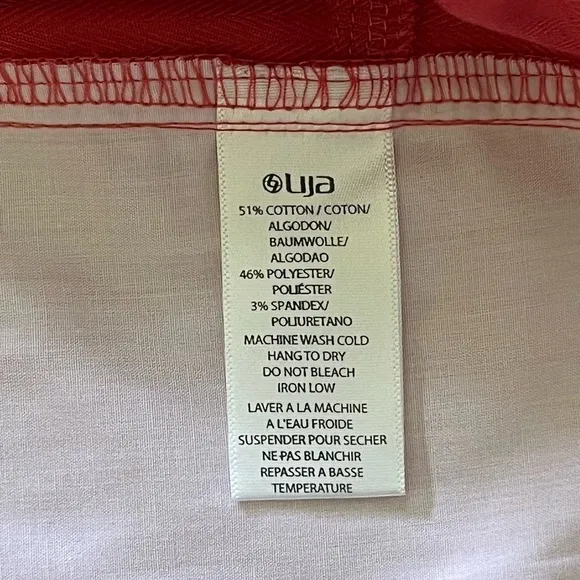 Lija
51% COTTON / COTON/
ALGODON/
BAUMWOLLE/
ALGODAO
46% POLYESTER/
POLIÉSTER
3% SPANDEX/
POLIURETANO
MACHINE WASH COLD
HANG TO DRY
DO NOT BLEACH
IRON LOW
LAVER A LA MACHINE
A L'EAU FROIDE
SUSPENDER POUR SECHER
NE PAS BLANCHIR
REPASSER A BASSE
TEMPERATURE